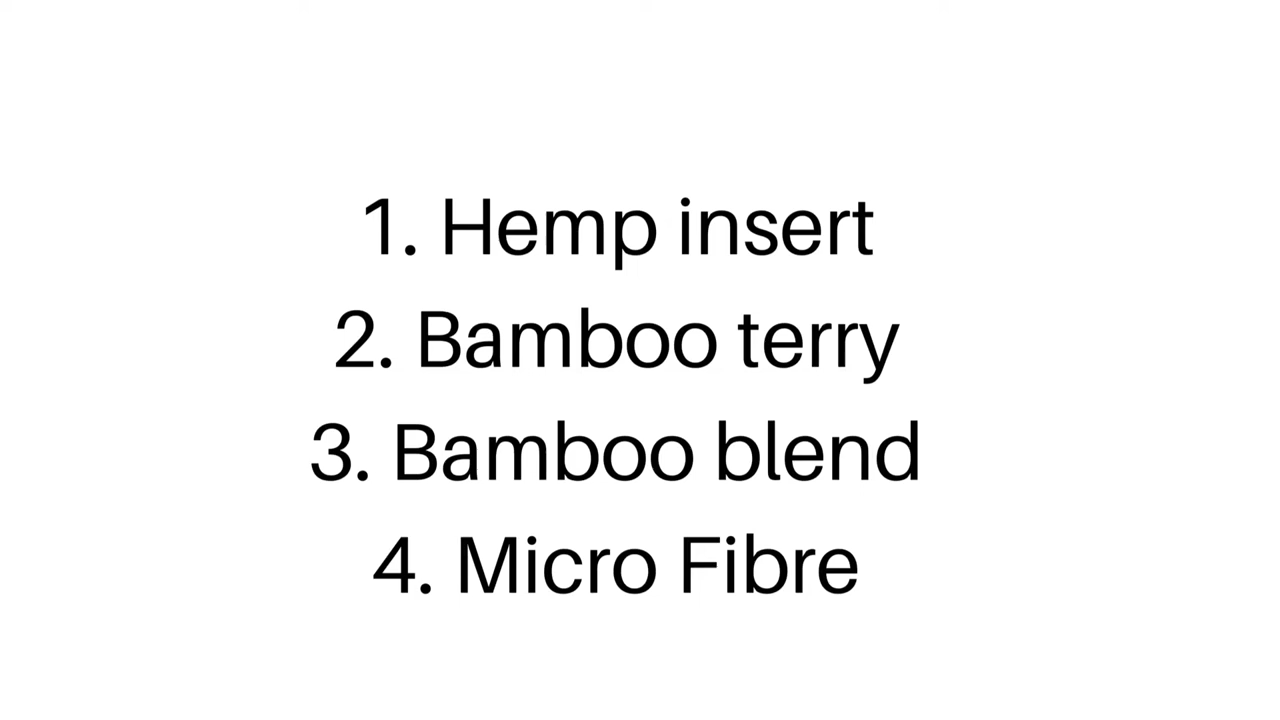 1. Hemp insert
2. Bamboo terry
3. Bamboo blend
4. Micro Fibre